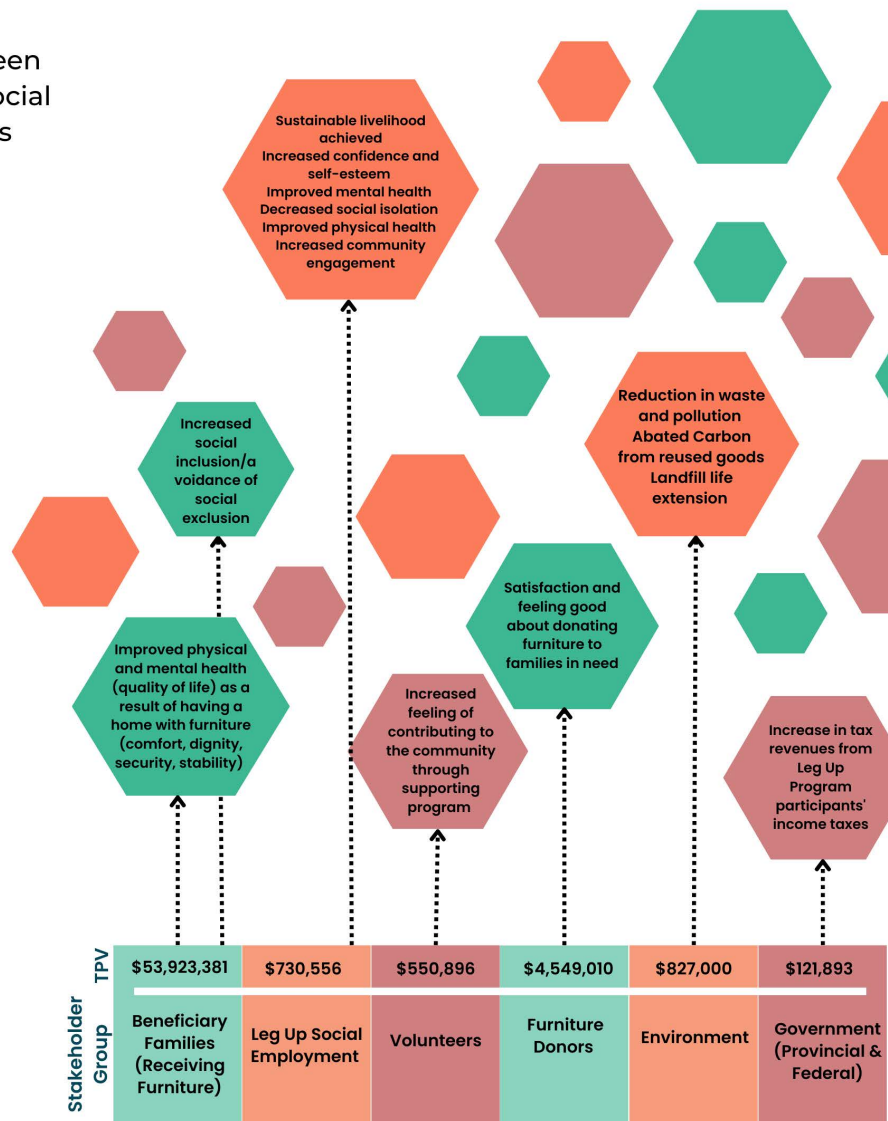 een
ocial
s
Sustainable livelihood
achieved
Increased confidence and
self-esteem
Improved mental health
Decreased social isolation
Improved physical health
Increased community
engagement
Increased
social
inclusion/a
voidance of
social
exclusion
Reduction in waste
and pollution
Abated Carbon
from reused goods
Landfill life
extension
Improved physical
and mental health
(quality of life) as a
result of having a
home with furniture
(comfort, dignity,
security, stability)
Satisfaction and
feeling good
about donating
furniture to
families in need
Increased
feeling of
contributing to
the community
through
supporting
program
Increase in tax
revenues from
Leg Up
Program
participants'
income taxes
TPV
$53,923,381
$730,556
$550,896
$4,549,010
$827,000
$121,893
Stakeholder
Group
Beneficiary
Families
(Receiving
Furniture)
Leg Up Social
Employment
Volunteers
Furniture
Donors
Environment
Government
(Provincial &
Federal)